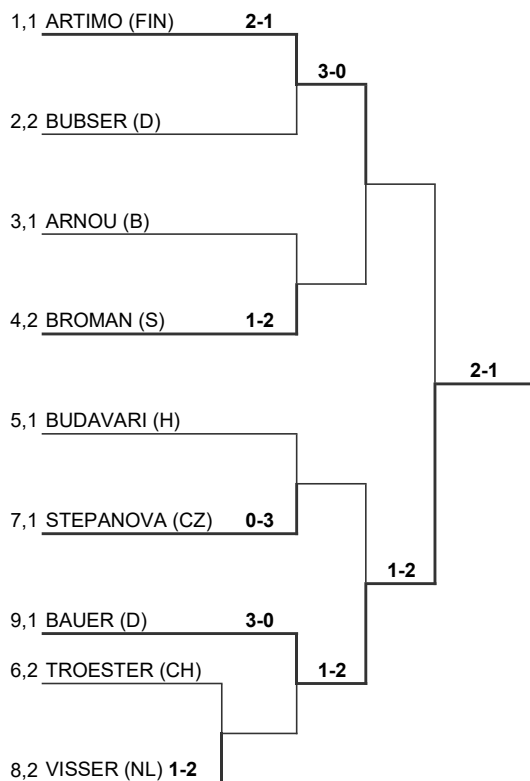 1,1 ARTIMO (FIN) 2-1
3-0
2,2 BUBSER (D)
3,1 ARNOU (B)
4,2 BROMAN (S) 1-2
2-1
5,1 BUDAVARI (H)
7,1 STEPANOVA (CZ) 0-3
1-2
9,1 BAUER (D) 3-0
6,2 TROESTER (CH) 1-2
8,2 VISSER (NL) 1-2